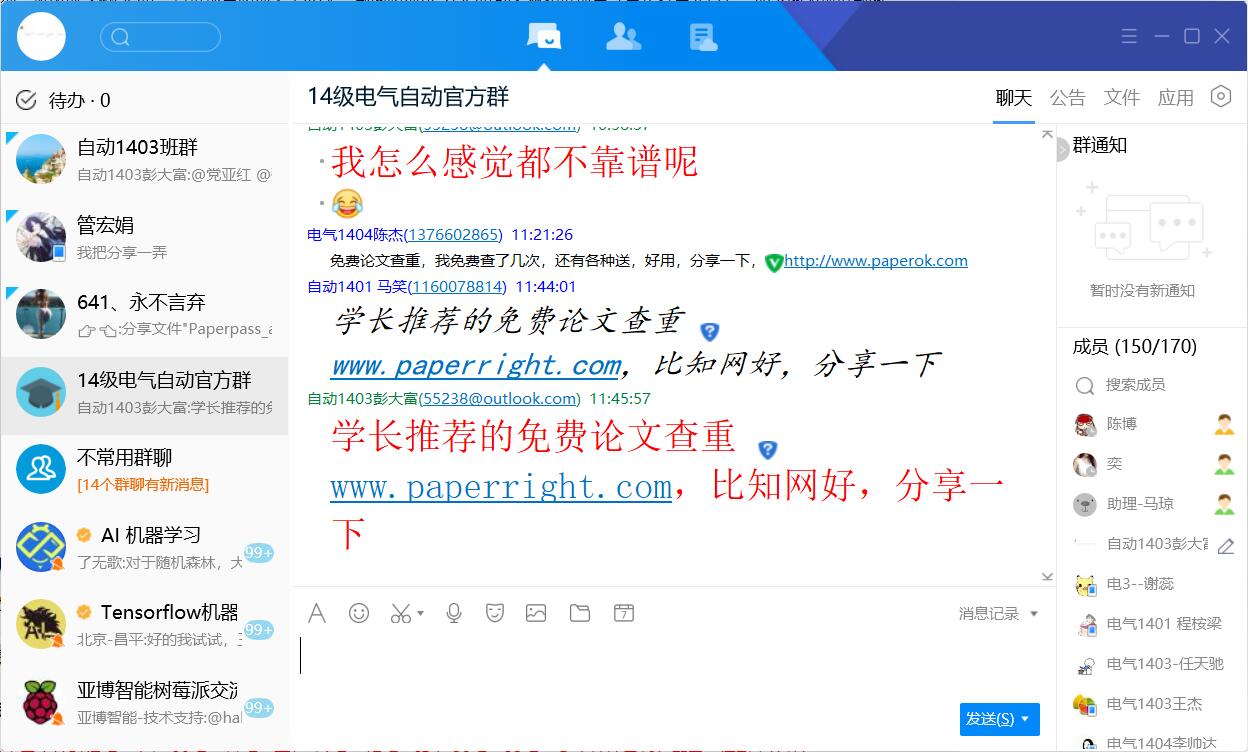 待办 · 0
自动1403班群
自动1403彭大富:@党亚红 @
管宏娟
我把分享一弄
641、永不言弃
:分享文件"Paperpass_a
14级电气自动官方群
自动1403彭大富:学长推荐的免
不常用群聊
[14个群聊有新消息]
AI 机器学习
了无歌:对于随机森林，大
99+
Tensorflow机器
北京-昌平:好的我试试，
99+
亚博智能树莓派交流
亚博智能-技术支持:@hal
99+
14级电气自动官方群
聊天 公告 文件 应用
自动1403彭大富(55238@outlook.com) 10:58:57
我怎么感觉都不靠谱呢
电气1404陈杰(1376602865) 11:21:26
免费论文查重，我免费查了几次，还有各种送，好用，分享一下，http://www.paperok.com
自动1401 马笑(1160078814) 11:44:01
学长推荐的免费论文查重
www.paperright.com，比知网好，分享一下
自动1403彭大富(55238@outlook.com) 11:45:57
学长推荐的免费论文查重
www.paperright.com，比知网好，分享一
下
消息记录
发送(S)
群通知
暂时没有新通知
成员 (150/170)
搜索成员
陈博
奕
助理-马琼
自动1403彭大富
电3--谢蕊
电气1401 程桉梁
电气1403-任天驰
电气1403王杰
电气1404李帅达